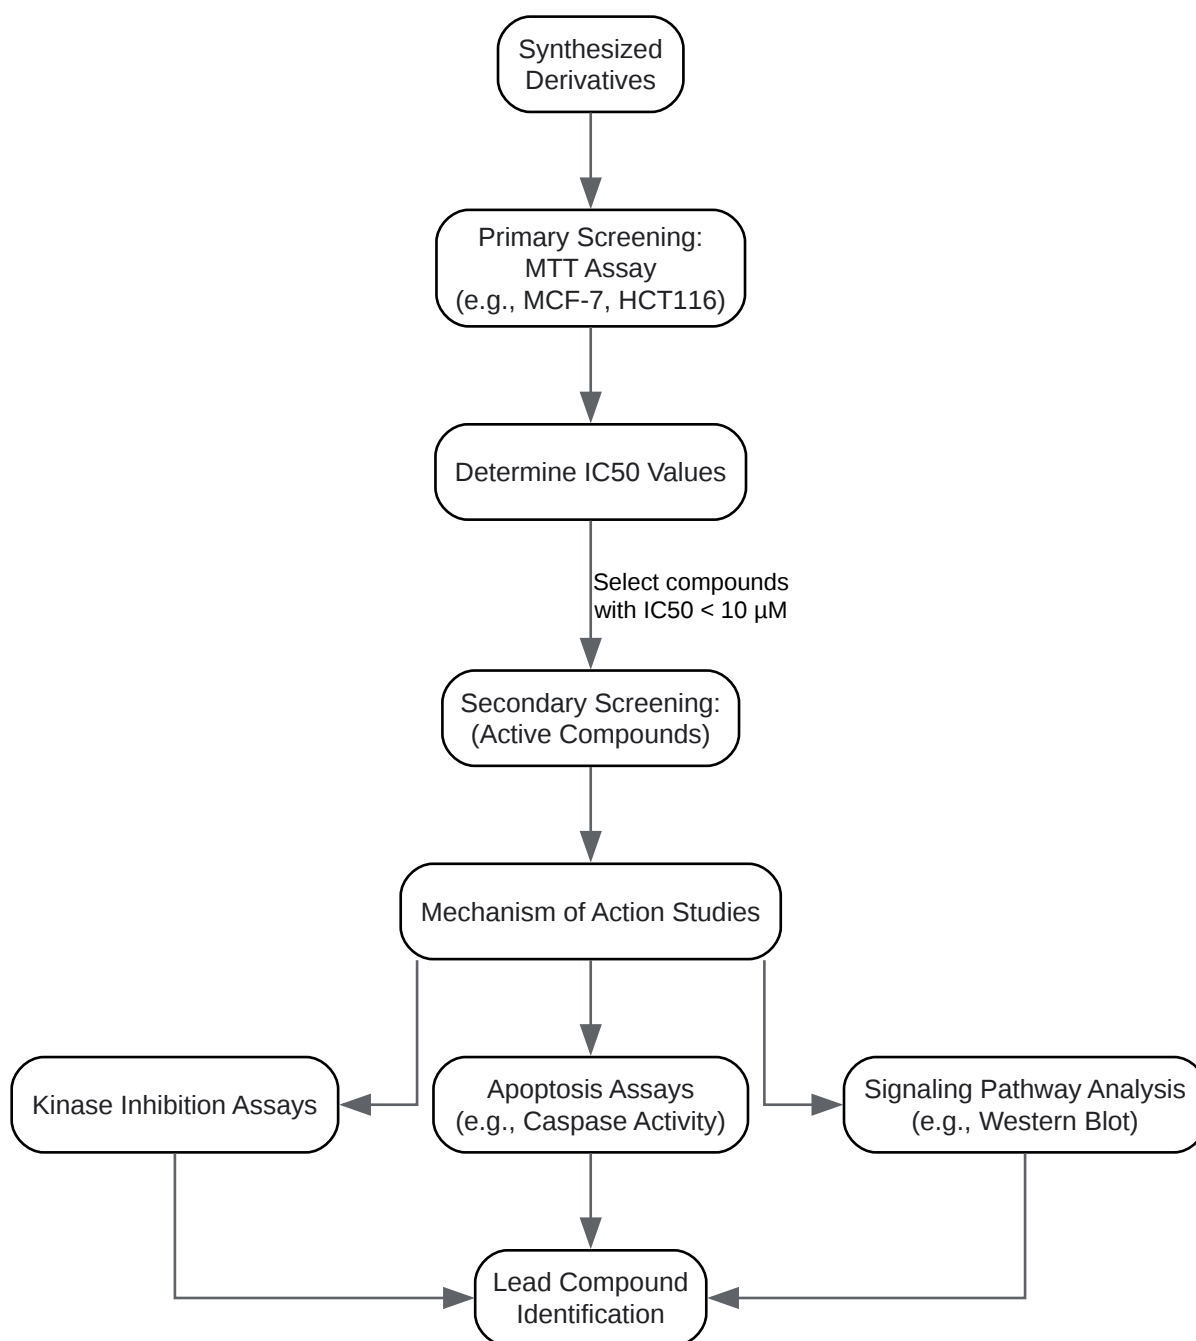 Synthesized
Derivatives
Primary Screening:
MTT Assay
(e.g., MCF-7, HCT116)
Determine IC50 Values
Select compounds
with IC50 < 10 µM
Secondary Screening:
(Active Compounds)
Mechanism of Action Studies
Kinase Inhibition Assays
Apoptosis Assays
(e.g., Caspase Activity)
Signaling Pathway Analysis
(e.g., Western Blot)
Lead Compound
Identification